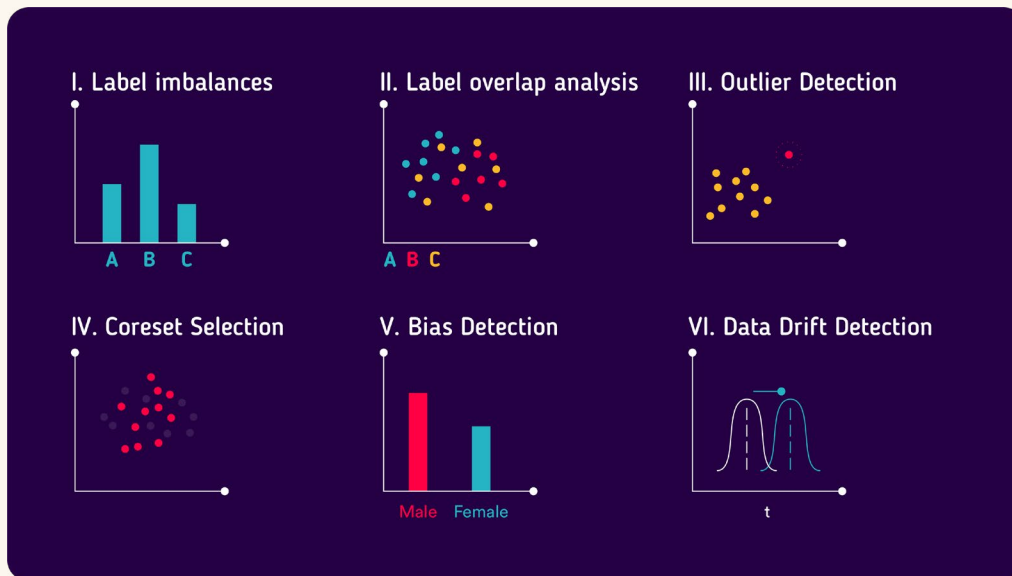 I. Label imbalances
A B C
II. Label overlap analysis
A B C
III. Outlier Detection
IV. Coreset Selection
V. Bias Detection
Male Female
VI. Data Drift Detection
t